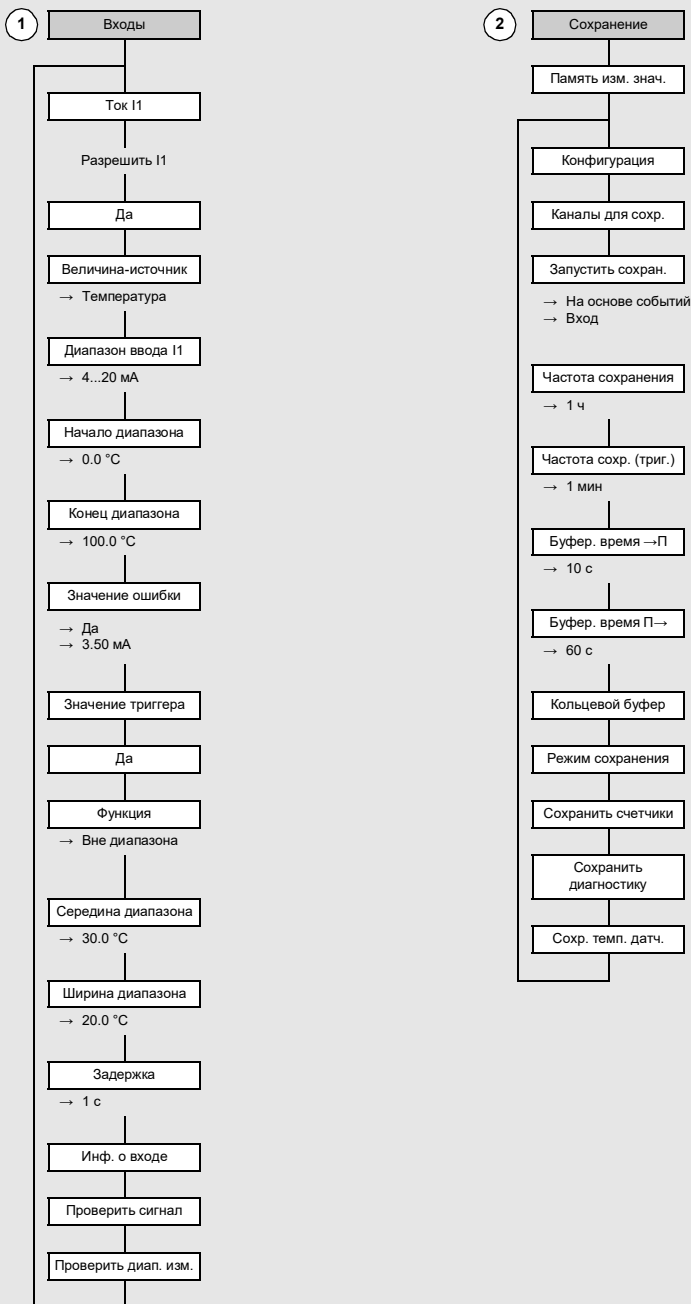 1
Входы
Ток I1
Разрешить I1
Да
Величина-источник
→ Температура
Диапазон ввода I1
→ 4...20 мА
Начало диапазона
→ 0.0 °C
Конец диапазона
→ 100.0 °C
Значение ошибки
→ Да
→ 3.50 мА
Значение триггера
Да
Функция
→ Вне диапазона
Середина диапазона
→ 30.0 °C
Ширина диапазона
→ 20.0 °C
Задержка
→ 1 с
Инф. о входе
Проверить сигнал
Проверить диап. изм.
2
Сохранение
Память изм. знач.
Конфигурация
Каналы для сохр.
Запустить сохран.
→ На основе событий
→ Вход
Частота сохранения
→ 1 ч
Частота сохр. (триг.)
→ 1 мин
Буфер. время →П
→ 10 с
Буфер. время П→
→ 60 с
Кольцевой буфер
Режим сохранения
Сохранить счетчики
Сохранить
диагностику
Сохр. темп. датч.